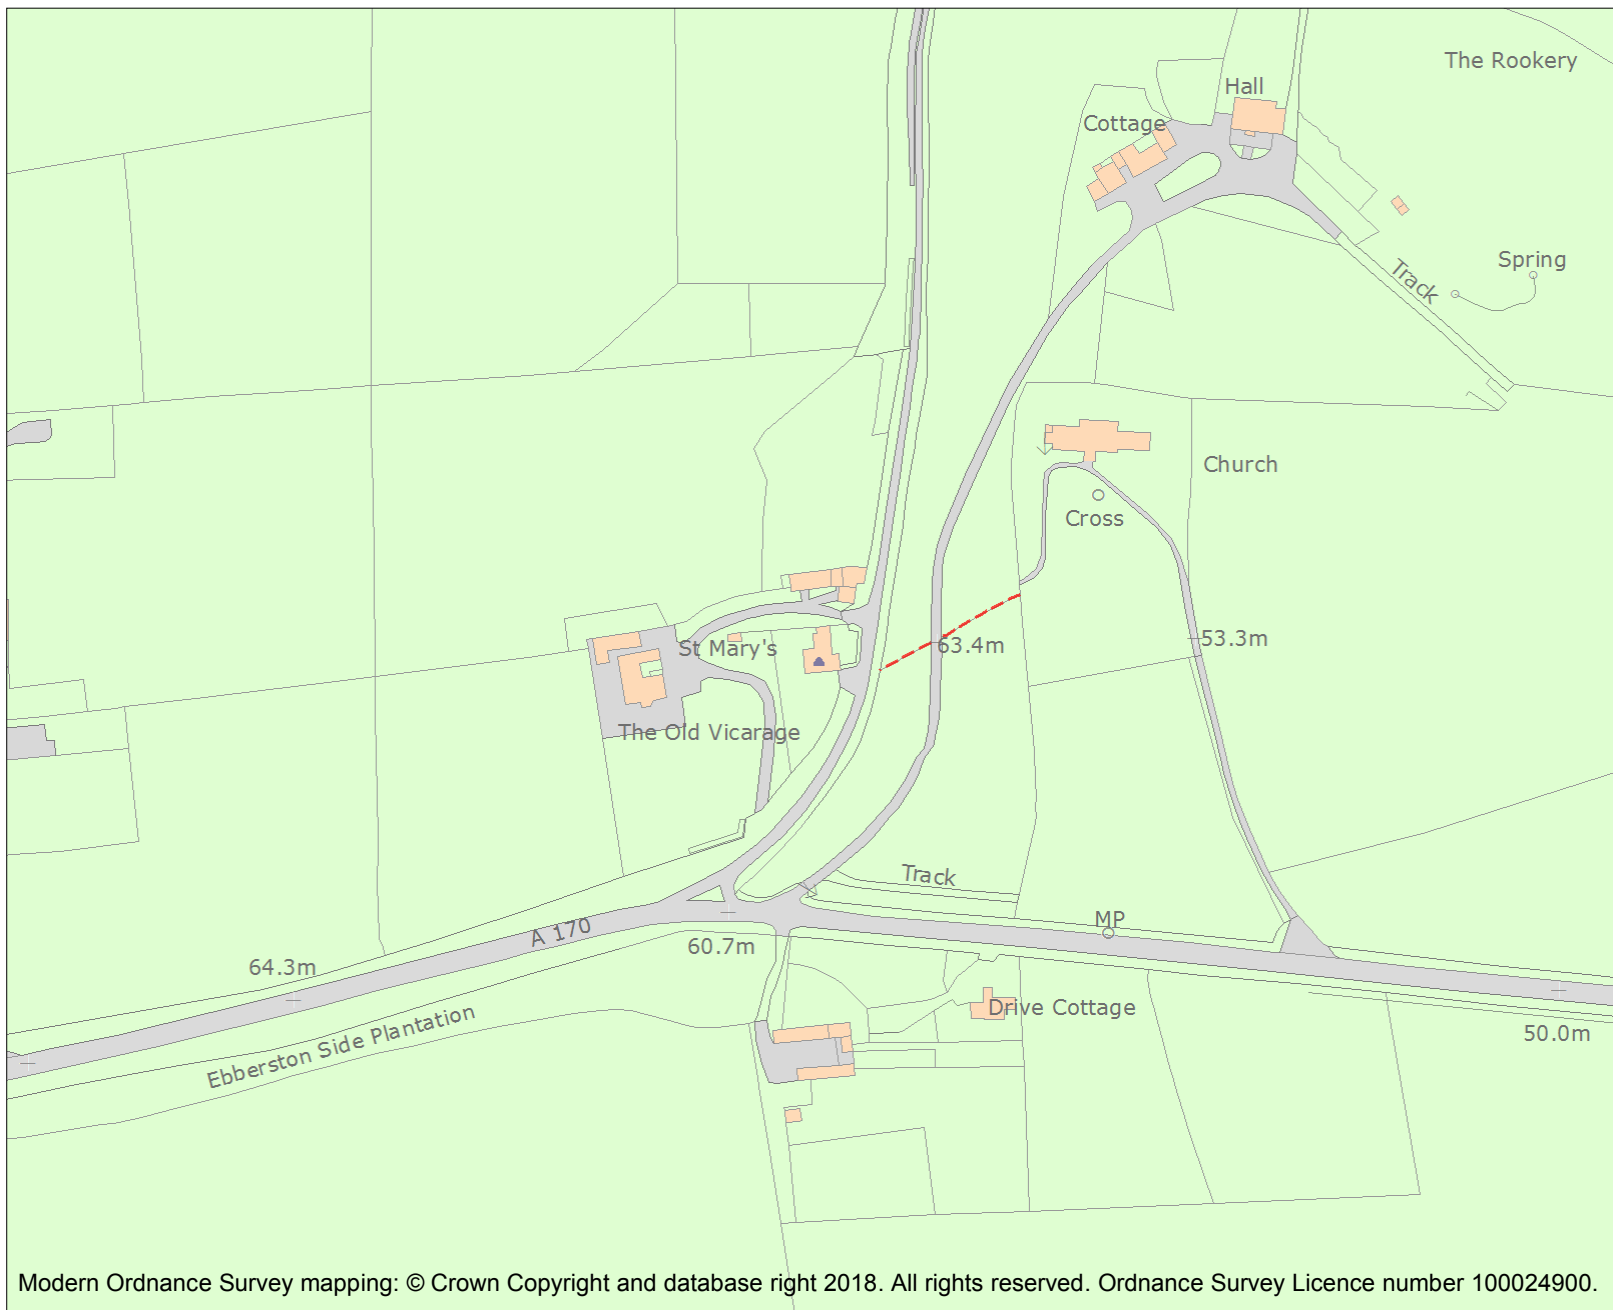 The Rookery
Hall
Cottage
Spring
Track
Church
Cross
63.4m
53.3m
St Mary's
The Old Vicarage
Track
MP
A 170
60.7m
64.3m
Drive Cottage
50.0m
Ebberston Side Plantation
Modern Ordnance Survey mapping: © Crown Copyright and database right 2018. All rights reserved. Ordnance Survey Licence number 100024900.